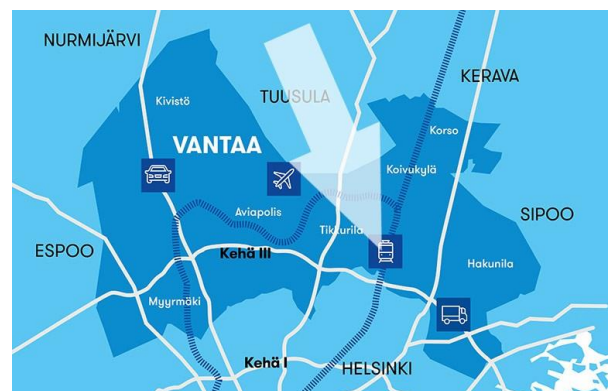 NURMIJÄRVI
KERAVA
Kivistö
TUUSULA
Korso
VANTAA
Koivukylä
Aviapolis
SIPOO
Tikkurila
ESPOO
Kehä III
Hakunila
Myyrmäki
Kehä I
HELSINKI